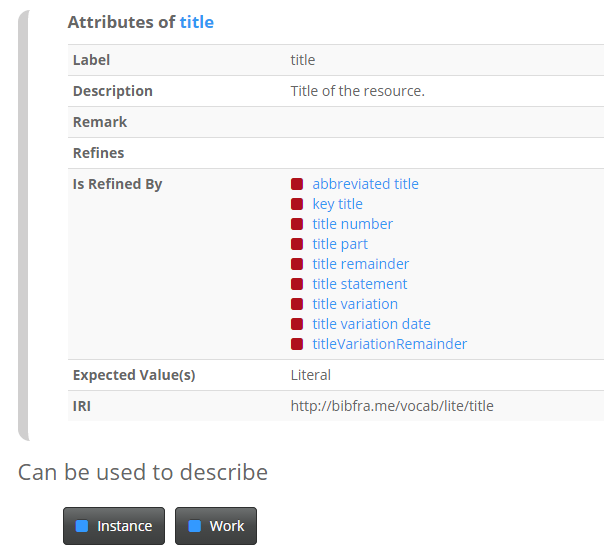 Attributes of title
Label title
Description Title of the resource.
Remark
Refines
Is Refined By abbreviated title
key title
title number
title part
title remainder
title statement
title variation
title variation date
titleVariationRemainder
Expected Value(s) Literal
IRI http://bibfra.me/vocab/lite/title
Can be used to describe
Instance Work